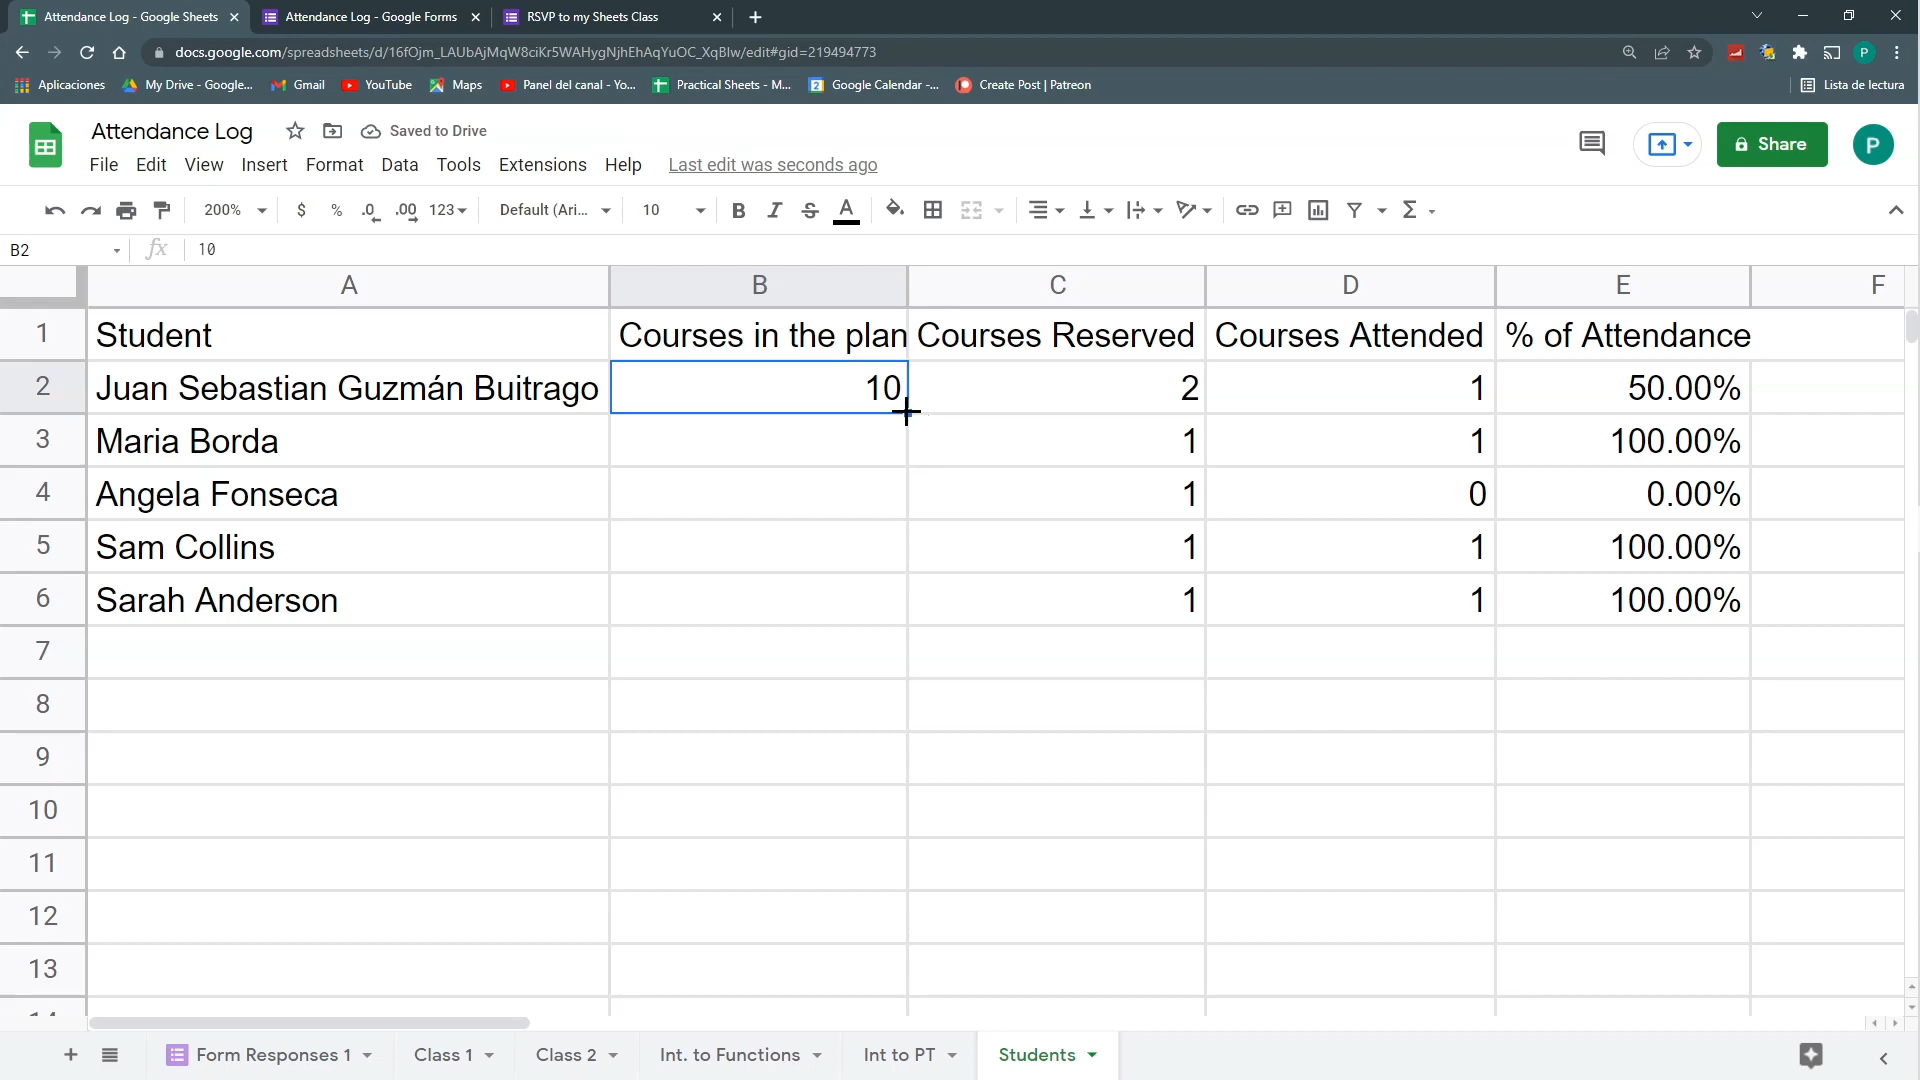 Attendance Log - Google Sheets
Attendance Log - Google Forms
RSVP to my Sheets Class
docs.google.com/spreadsheets/d/16fOjm_LAUbAjMqW8ciKr5WAHygNjhEhAqYuOC_XqBlw/edit#gid=219494773
Aplicaciones
My Drive - Google...
Gmail
YouTube
Maps
Panel del canal - Yo...
Practical Sheets - M...
Google Calendar -...
Create Post | Patreon
Lista de lectura
Attendance Log
Saved to Drive
File Edit View Insert Format Data Tools Extensions Help Last edit was seconds ago
Share
P
200% $ % .0 .00 123 Default (Ari... 10 B I S A
B2 fx 10
A B C D E F
1 Student Courses in the plan Courses Reserved Courses Attended % of Attendance
2 Juan Sebastian Guzmán Buitrago 10 2 1 50.00%
3 Maria Borda 1 1 100.00%
4 Angela Fonseca 1 0 0.00%
5 Sam Collins 1 1 100.00%
6 Sarah Anderson 1 1 100.00%
7
8
9
10
11
12
13
Form Responses 1 Class 1 Class 2 Int. to Functions Int to PT Students